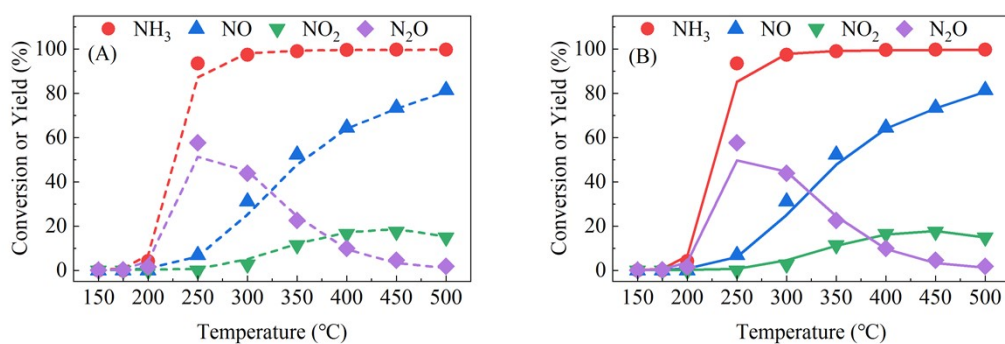 NH₃ NO NO₂ N₂O
(A)
100
80
60
40
20
0
Conversion or Yield (%)
150 200 250 300 350 400 450 500
Temperature (℃)
NH₃ NO NO₂ N₂O
(B)
100
80
60
40
20
0
Conversion or Yield (%)
150 200 250 300 350 400 450 500
Temperature (℃)